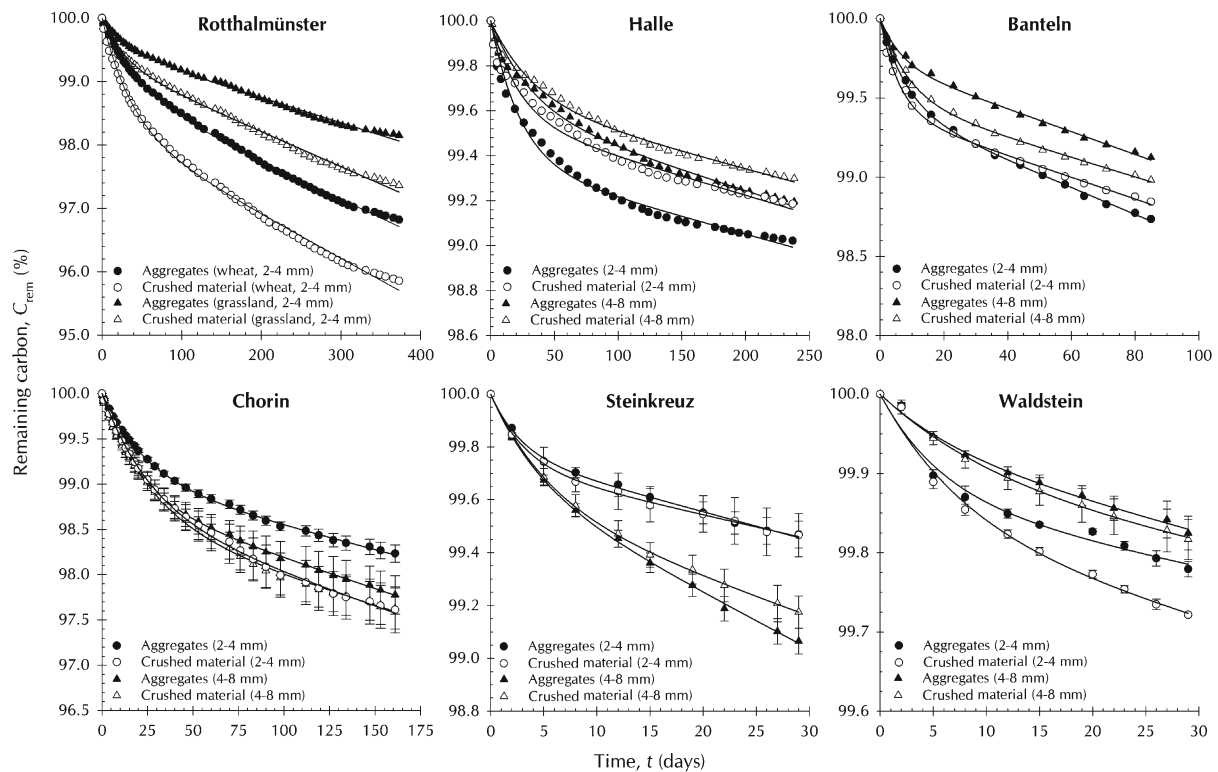 Remaining carbon, Crem (%)
Rotthalmünster
100.0
99.0
98.0
97.0
96.0
95.0
0 100 200 300 400
Aggregates (wheat, 2-4 mm)
Crushed material (wheat, 2-4 mm)
Aggregates (grassland, 2-4 mm)
Crushed material (grassland, 2-4 mm)
Halle
100.0
99.8
99.6
99.4
99.2
99.0
98.8
98.6
0 50 100 150 200 250
Aggregates (2-4 mm)
Crushed material (2-4 mm)
Aggregates (4-8 mm)
Crushed material (4-8 mm)
Banteln
100.0
99.5
99.0
98.5
98.0
0 20 40 60 80 100
Aggregates (2-4 mm)
Crushed material (2-4 mm)
Aggregates (4-8 mm)
Crushed material (4-8 mm)
Chorin
100.0
99.5
99.0
98.5
98.0
97.5
97.0
96.5
0 25 50 75 100 125 150 175
Aggregates (2-4 mm)
Crushed material (2-4 mm)
Aggregates (4-8 mm)
Crushed material (4-8 mm)
Steinkreuz
100.0
99.8
99.6
99.4
99.2
99.0
98.8
0 5 10 15 20 25 30
Aggregates (2-4 mm)
Crushed material (2-4 mm)
Aggregates (4-8 mm)
Crushed material (4-8 mm)
Waldstein
100.0
99.9
99.8
99.7
99.6
0 5 10 15 20 25 30
Aggregates (2-4 mm)
Crushed material (2-4 mm)
Aggregates (4-8 mm)
Crushed material (4-8 mm)
Time, t (days)